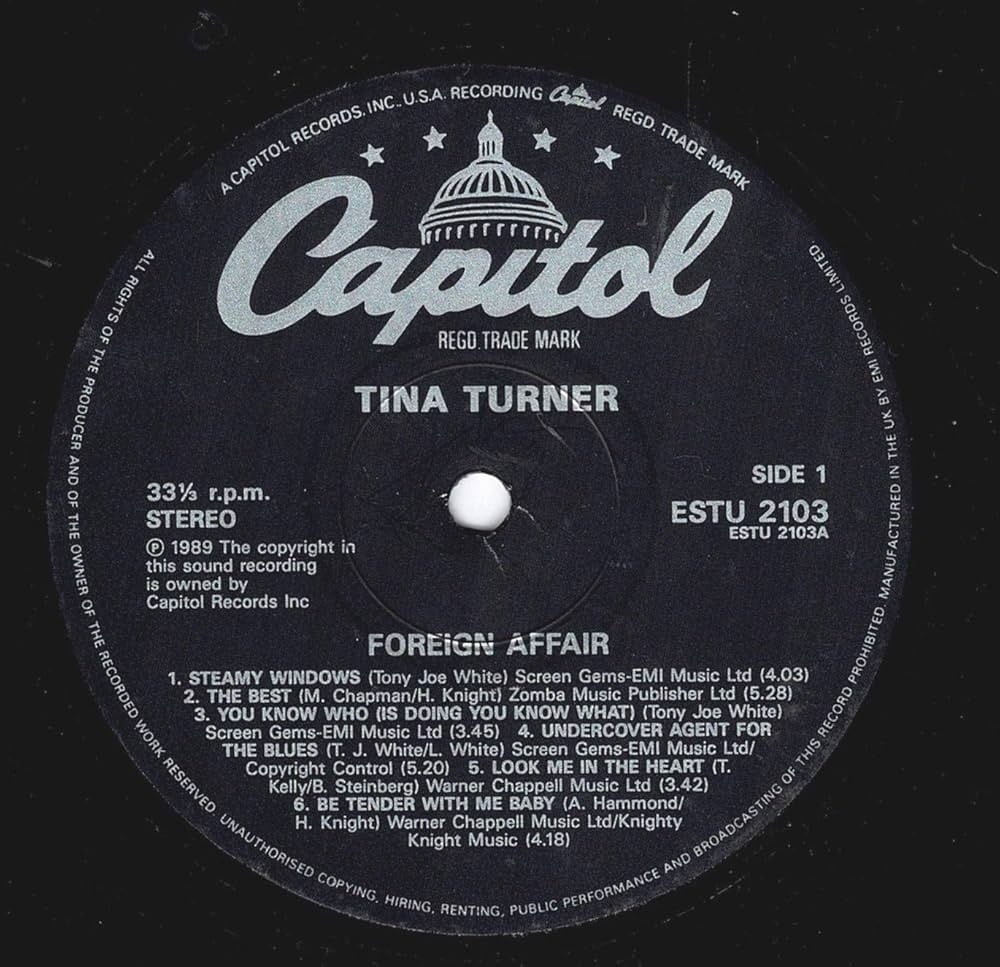 A CAPITOL RECORDS, INC., U.S.A. RECORDING Capitol REGD. TRADE MARK
Capitol
REGD. TRADE MARK
TINA TURNER
33⅓ r.p.m.
STEREO
Ⓟ 1989 The copyright in
this sound recording
is owned by
Capitol Records Inc
SIDE 1
ESTU 2103
ESTU 2103A
FOREIGN AFFAIR
1. STEAMY WINDOWS (Tony Joe White) Screen Gems-EMI Music Ltd (4.03)
2. THE BEST (M. Chapman/H. Knight) Zomba Music Publisher Ltd (5.28)
3. YOU KNOW WHO (IS DOING YOU KNOW WHAT) (Tony Joe White)
Screen Gems-EMI Music Ltd (3.45) 4. UNDERCOVER AGENT FOR
THE BLUES (T. J. White/L. White) Screen Gems-EMI Music Ltd/
Copyright Control (5.20) 5. LOOK ME IN THE HEART (T.
Kelly/B. Steinberg) Warner Chappell Music Ltd (3.42)
6. BE TENDER WITH ME BABY (A. Hammond/
H. Knight) Warner Chappell Music Ltd/Knighty
Knight Music (4.18)
ALL RIGHTS OF THE PRODUCER AND OF THE OWNER OF THE RECORDED WORK RESERVED. UNAUTHORISED COPYING, HIRING, RENTING, PUBLIC PERFORMANCE AND BROADCASTING OF THIS RECORD PROHIBITED. MANUFACTURED IN THE UK BY EMI RECORDS LIMITED